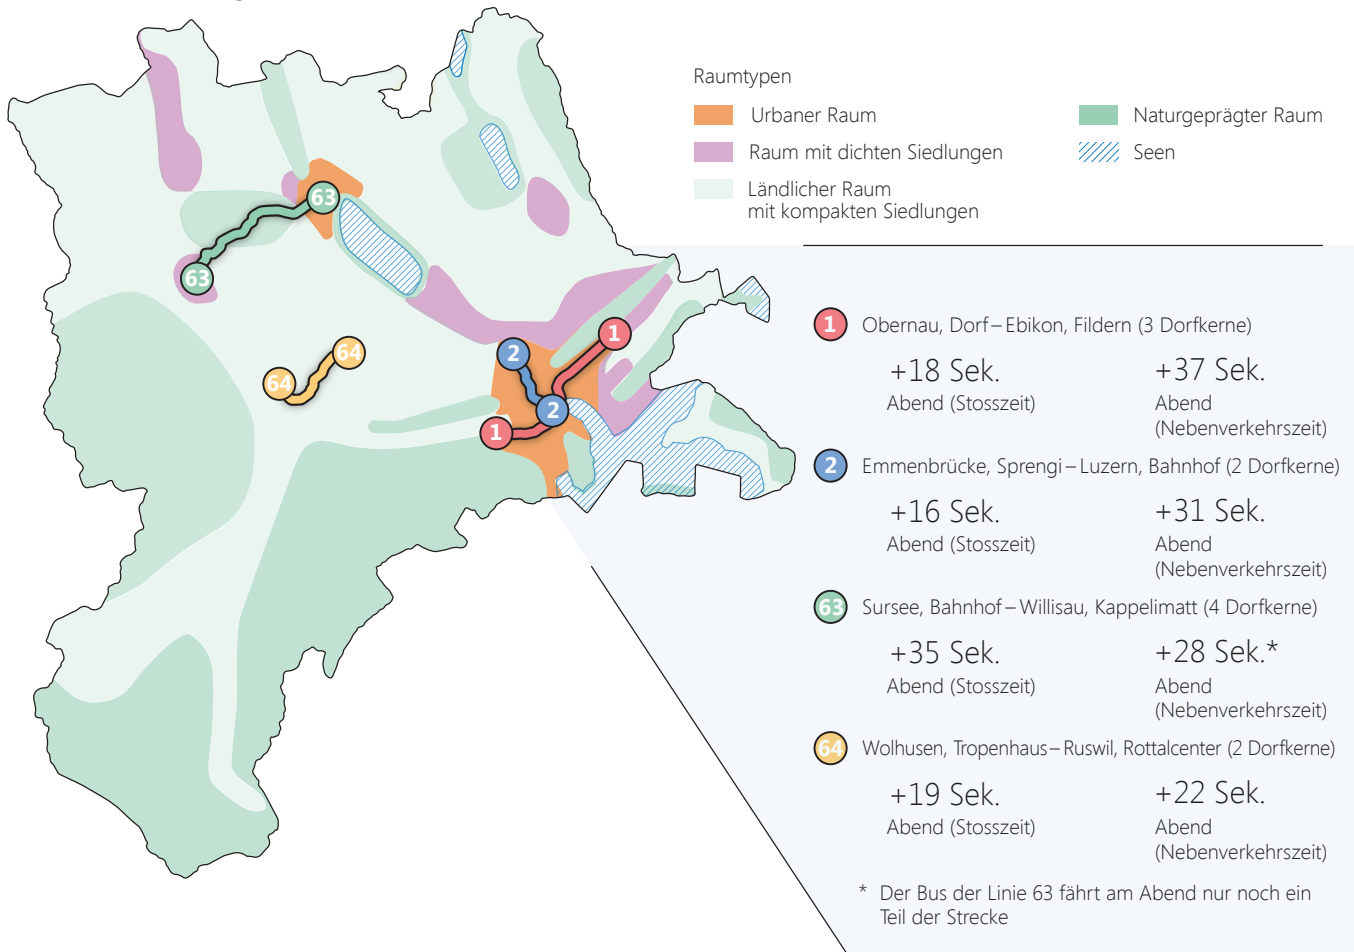 Raumtypen
Urbaner Raum
Raum mit dichten Siedlungen
Ländlicher Raum
mit kompakten Siedlungen
Naturgeprägter Raum
Seen
63
63
64
64
2
1
2
1
1 Obernau, Dorf – Ebikon, Fildern (3 Dorfkerne)
+18 Sek. +37 Sek.
Abend (Stosszeit) Abend
(Nebenverkehrszeit)
2 Emmenbrücke, Sprengi – Luzern, Bahnhof (2 Dorfkerne)
+16 Sek. +31 Sek.
Abend (Stosszeit) Abend
(Nebenverkehrszeit)
63 Sursee, Bahnhof – Willisau, Kappelimatt (4 Dorfkerne)
+35 Sek. +28 Sek.*
Abend (Stosszeit) Abend
(Nebenverkehrszeit)
64 Wolhusen, Tropenhaus – Ruswil, Rottalcenter (2 Dorfkerne)
+19 Sek. +22 Sek.
Abend (Stosszeit) Abend
(Nebenverkehrszeit)
* Der Bus der Linie 63 fährt am Abend nur noch ein
Teil der Strecke